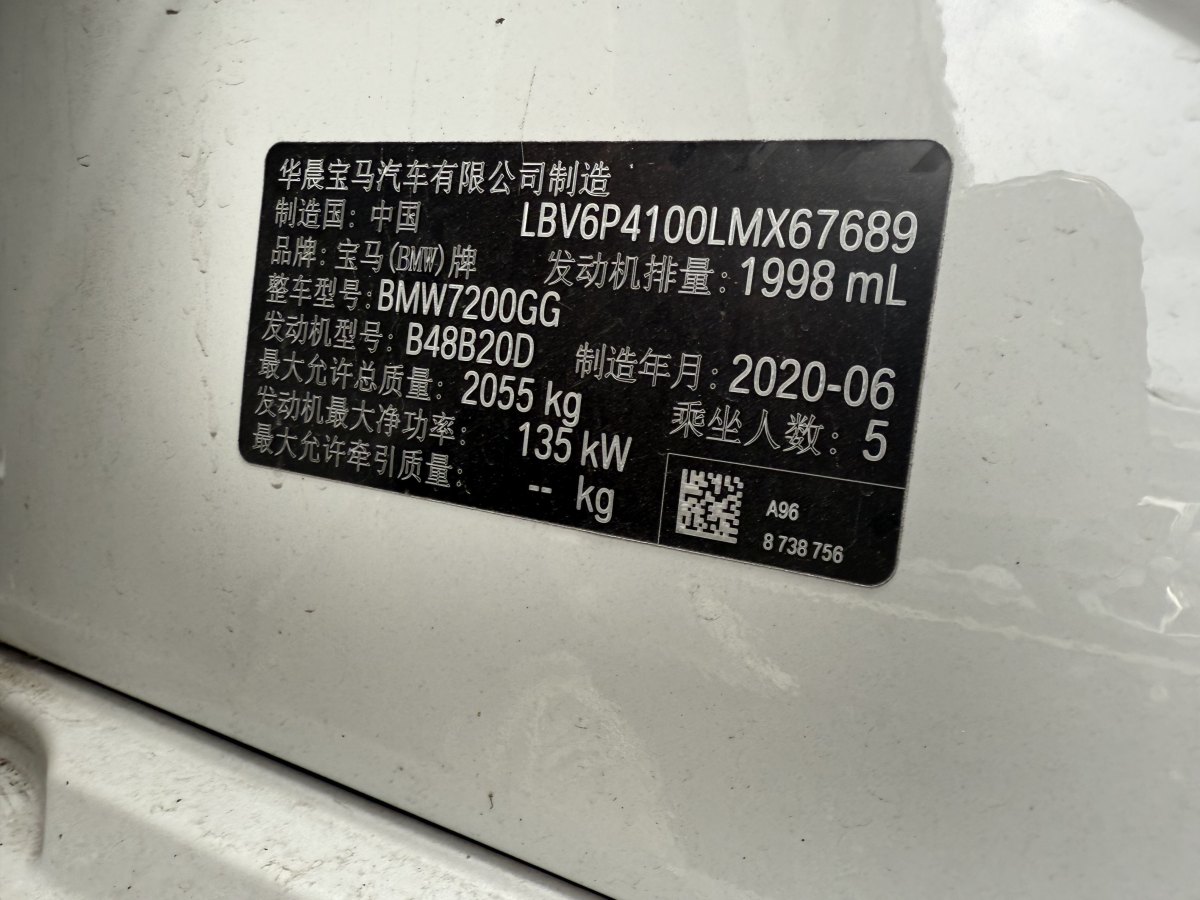 华晨宝马汽车有限公司制造
制造国：中国 LBV6P4100LMX67689
品牌：宝马(BMW)牌 发动机排量：1998 mL
整车型号：BMW7200GG
发动机型号：B48B20D 制造年月：2020-06
最大允许总质量：2055 kg 乘坐人数：5
发动机最大净功率：135 kW
最大允许牵引质量：-- kg
A96
8 738 756